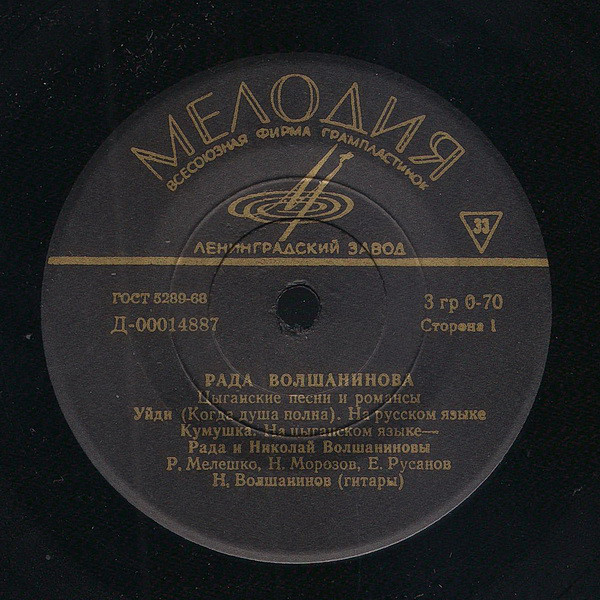 МЕЛОДИЯ
ВСЕСОЮЗНАЯ ФИРМА ГРАМПЛАСТИНОК
33
ЛЕНИНГРАДСКИЙ ЗАВОД
ГОСТ 5289-68
3 гр 0-70
Д-00014887
Сторона 1
РАДА ВОЛШАНИНОВА
Цыганские песни и романсы
Уйди (Когда душа полна). На русском языке
Кумушка. На цыганском языке—
Рада и Николай Волшаниновы
Р. Мелешко, Н. Морозов, Е. Русанов
Н. Волшанинов (гитары)